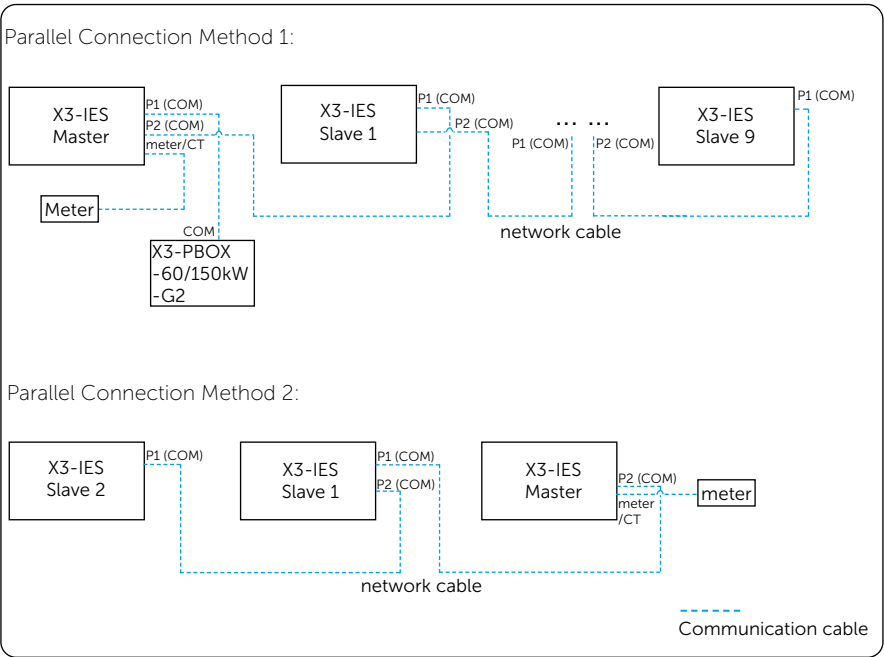 Parallel Connection Method 1:
X3-IES
Master
P1 (COM)
P2 (COM)
meter/CT
X3-IES
Slave 1
P1 (COM)
P2 (COM)
... ...
P1 (COM)
P2 (COM)
X3-IES
Slave 9
P1 (COM)
Meter
COM
X3-PBOX
-60/150kW
-G2
network cable
Parallel Connection Method 2:
X3-IES
Slave 2
P1 (COM)
X3-IES
Slave 1
P1 (COM)
P2 (COM)
X3-IES
Master
P2 (COM)
meter
/CT
meter
network cable
Communication cable